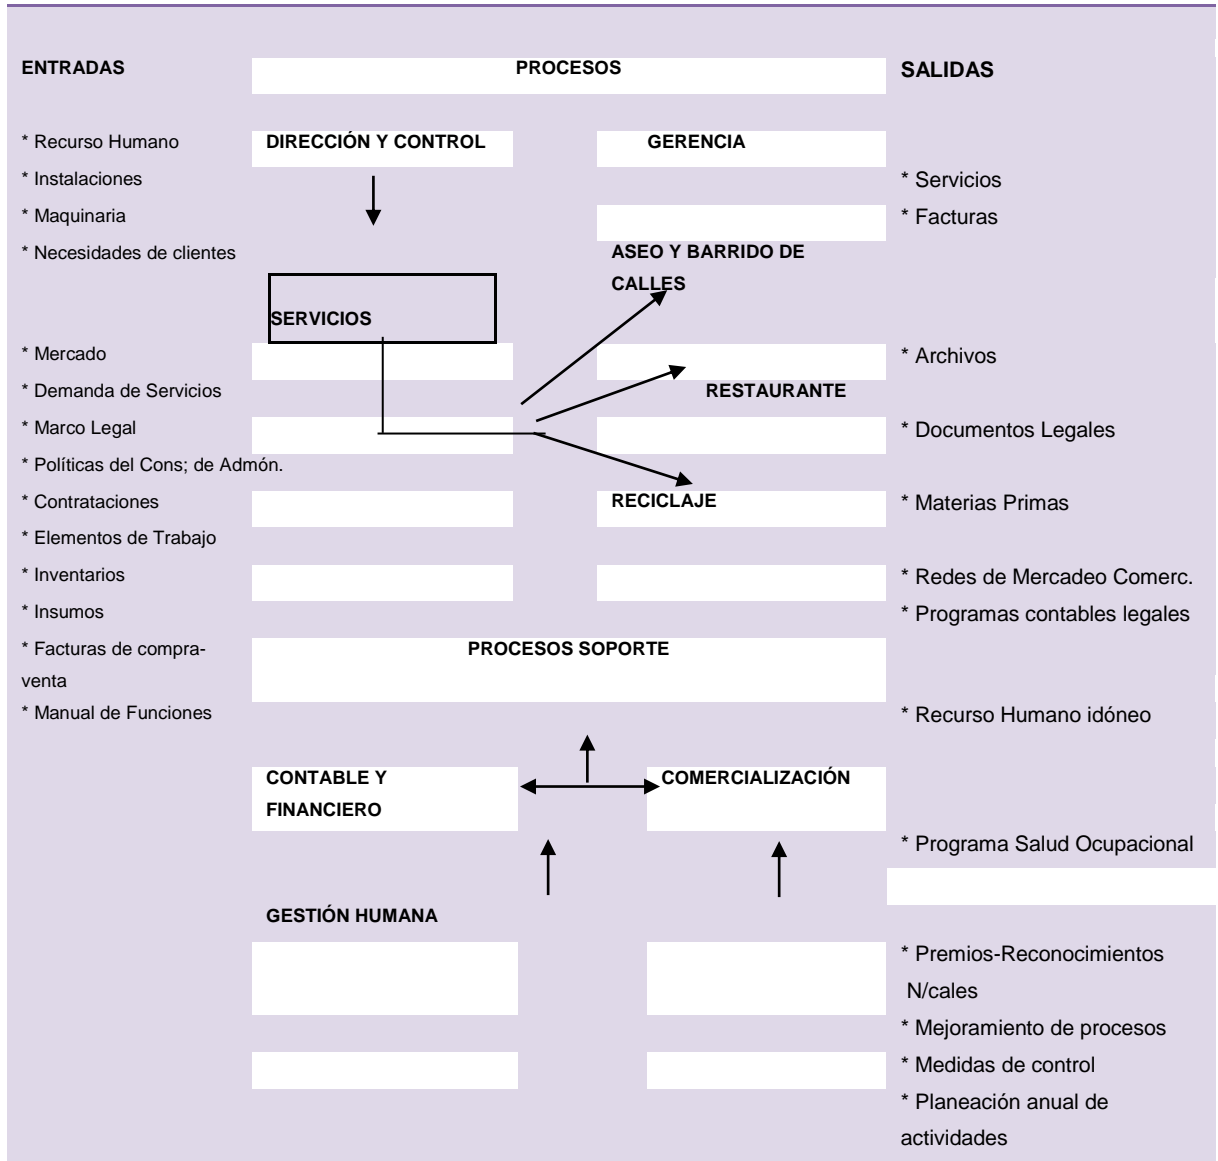 ENTRADAS
PROCESOS
SALIDAS
* Recurso Humano
DIRECCIÓN Y CONTROL
GERENCIA
* Instalaciones
* Servicios
* Maquinaria
* Facturas
* Necesidades de clientes
ASEO Y BARRIDO DE
CALLES
SERVICIOS
* Mercado
* Archivos
* Demanda de Servicios
RESTAURANTE
* Marco Legal
* Documentos Legales
* Políticas del Cons; de Admón.
* Contrataciones
RECICLAJE
* Materias Primas
* Elementos de Trabajo
* Inventarios
* Redes de Mercadeo Comerc.
* Insumos
* Programas contables legales
* Facturas de compra-
venta
PROCESOS SOPORTE
* Manual de Funciones
* Recurso Humano idóneo
CONTABLE Y
FINANCIERO
COMERCIALIZACIÓN
* Programa Salud Ocupacional
GESTIÓN HUMANA
* Premios-Reconocimientos
N/cales
* Mejoramiento de procesos
* Medidas de control
* Planeación anual de
actividades